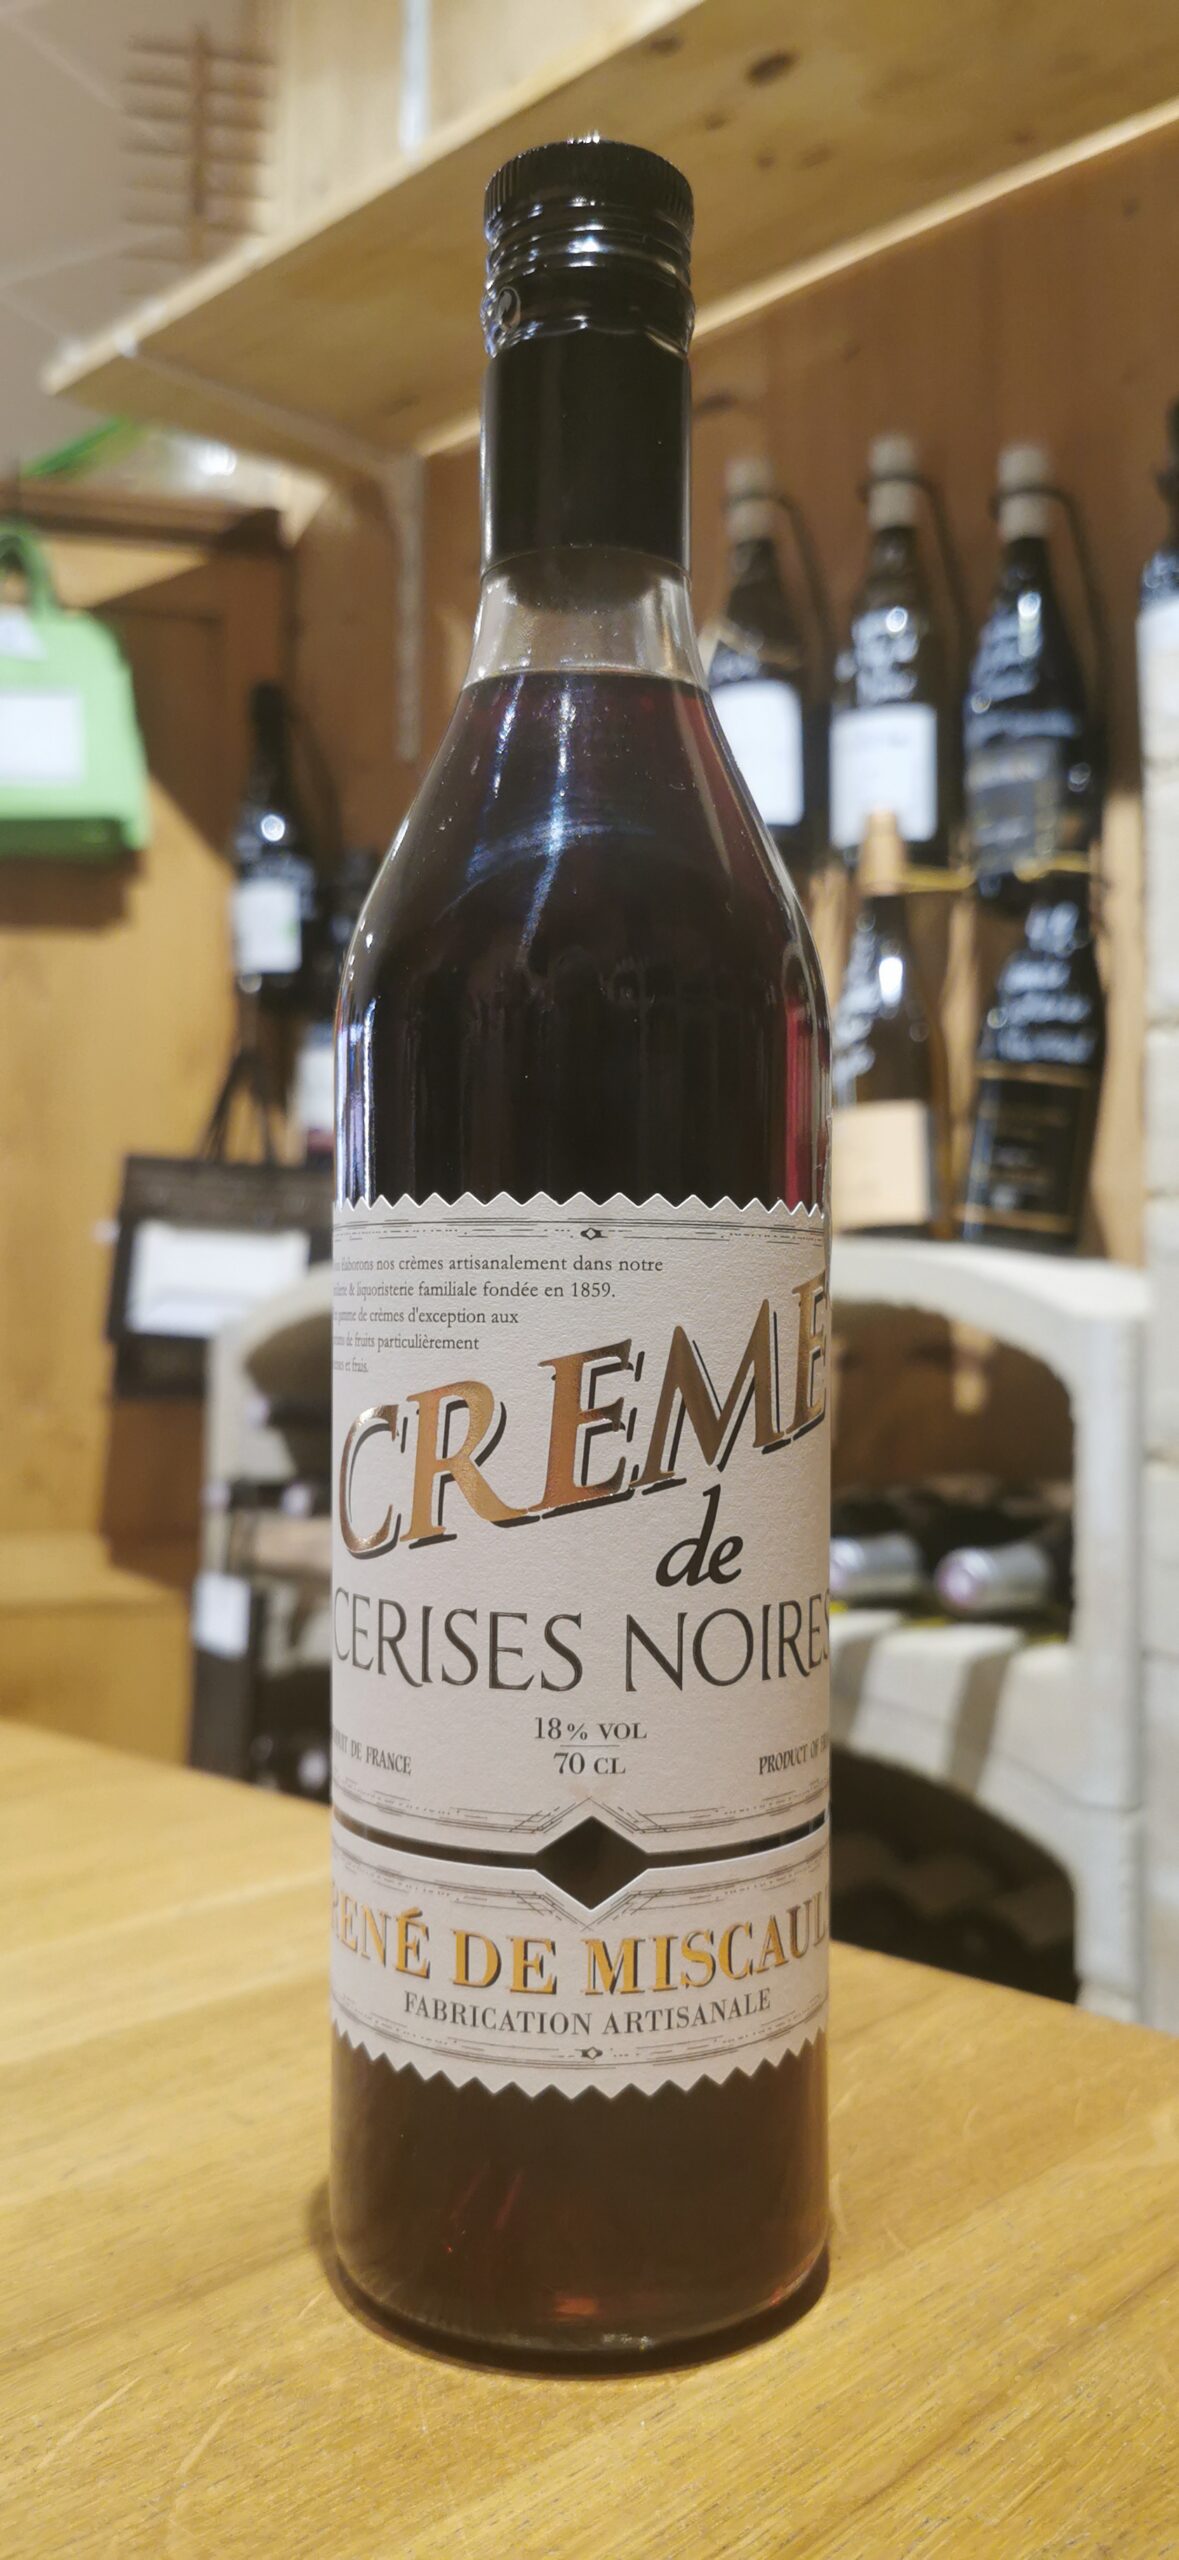 élaborons nos crèmes artisanalement dans notre
& liquoristerie familiale fondée en 1859.
gamme de crèmes d'exception aux
de fruits particulièrement
et frais.
CREME
de
CERISES NOIRES
18% VOL
70 CL
DE FRANCE
PRODUCT OF
RENÉ DE MISCAUL
FABRICATION ARTISANALE